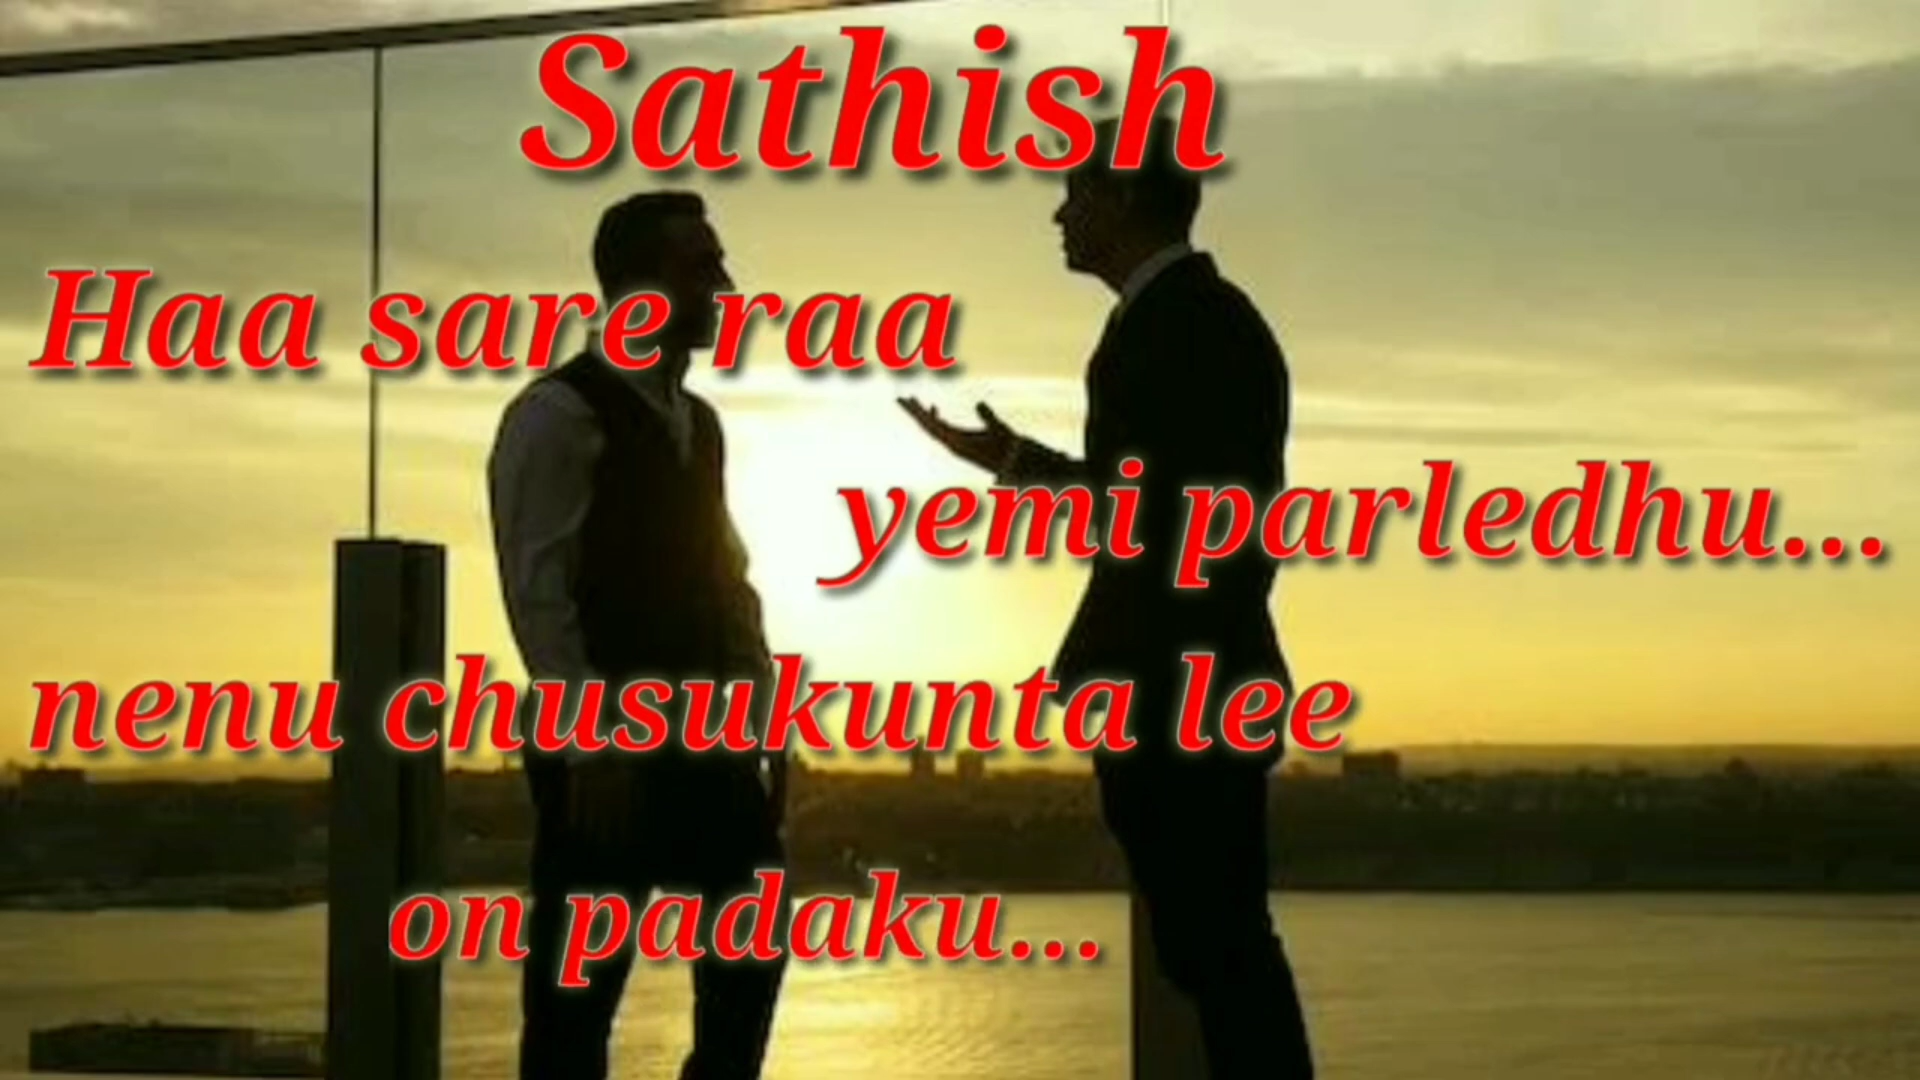 Sathish
Haa sare raa
yemi parledhu...
nenu chusukunta lee
on padaku...